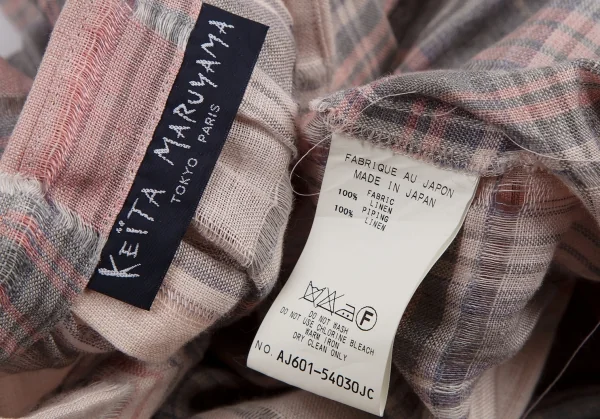 KEÏTA MARUYAMA
TOKYO PARIS
FABRIQUE AU JAPON
MADE IN JAPAN
FABRIC
100% LINEN
PIPING
100% LINEN
F
DO NOT WASH
DO NOT USE CHLORINE BLEACH
WARM IRON
DRY CLEAN ONLY
NO. AJ601-54030JC